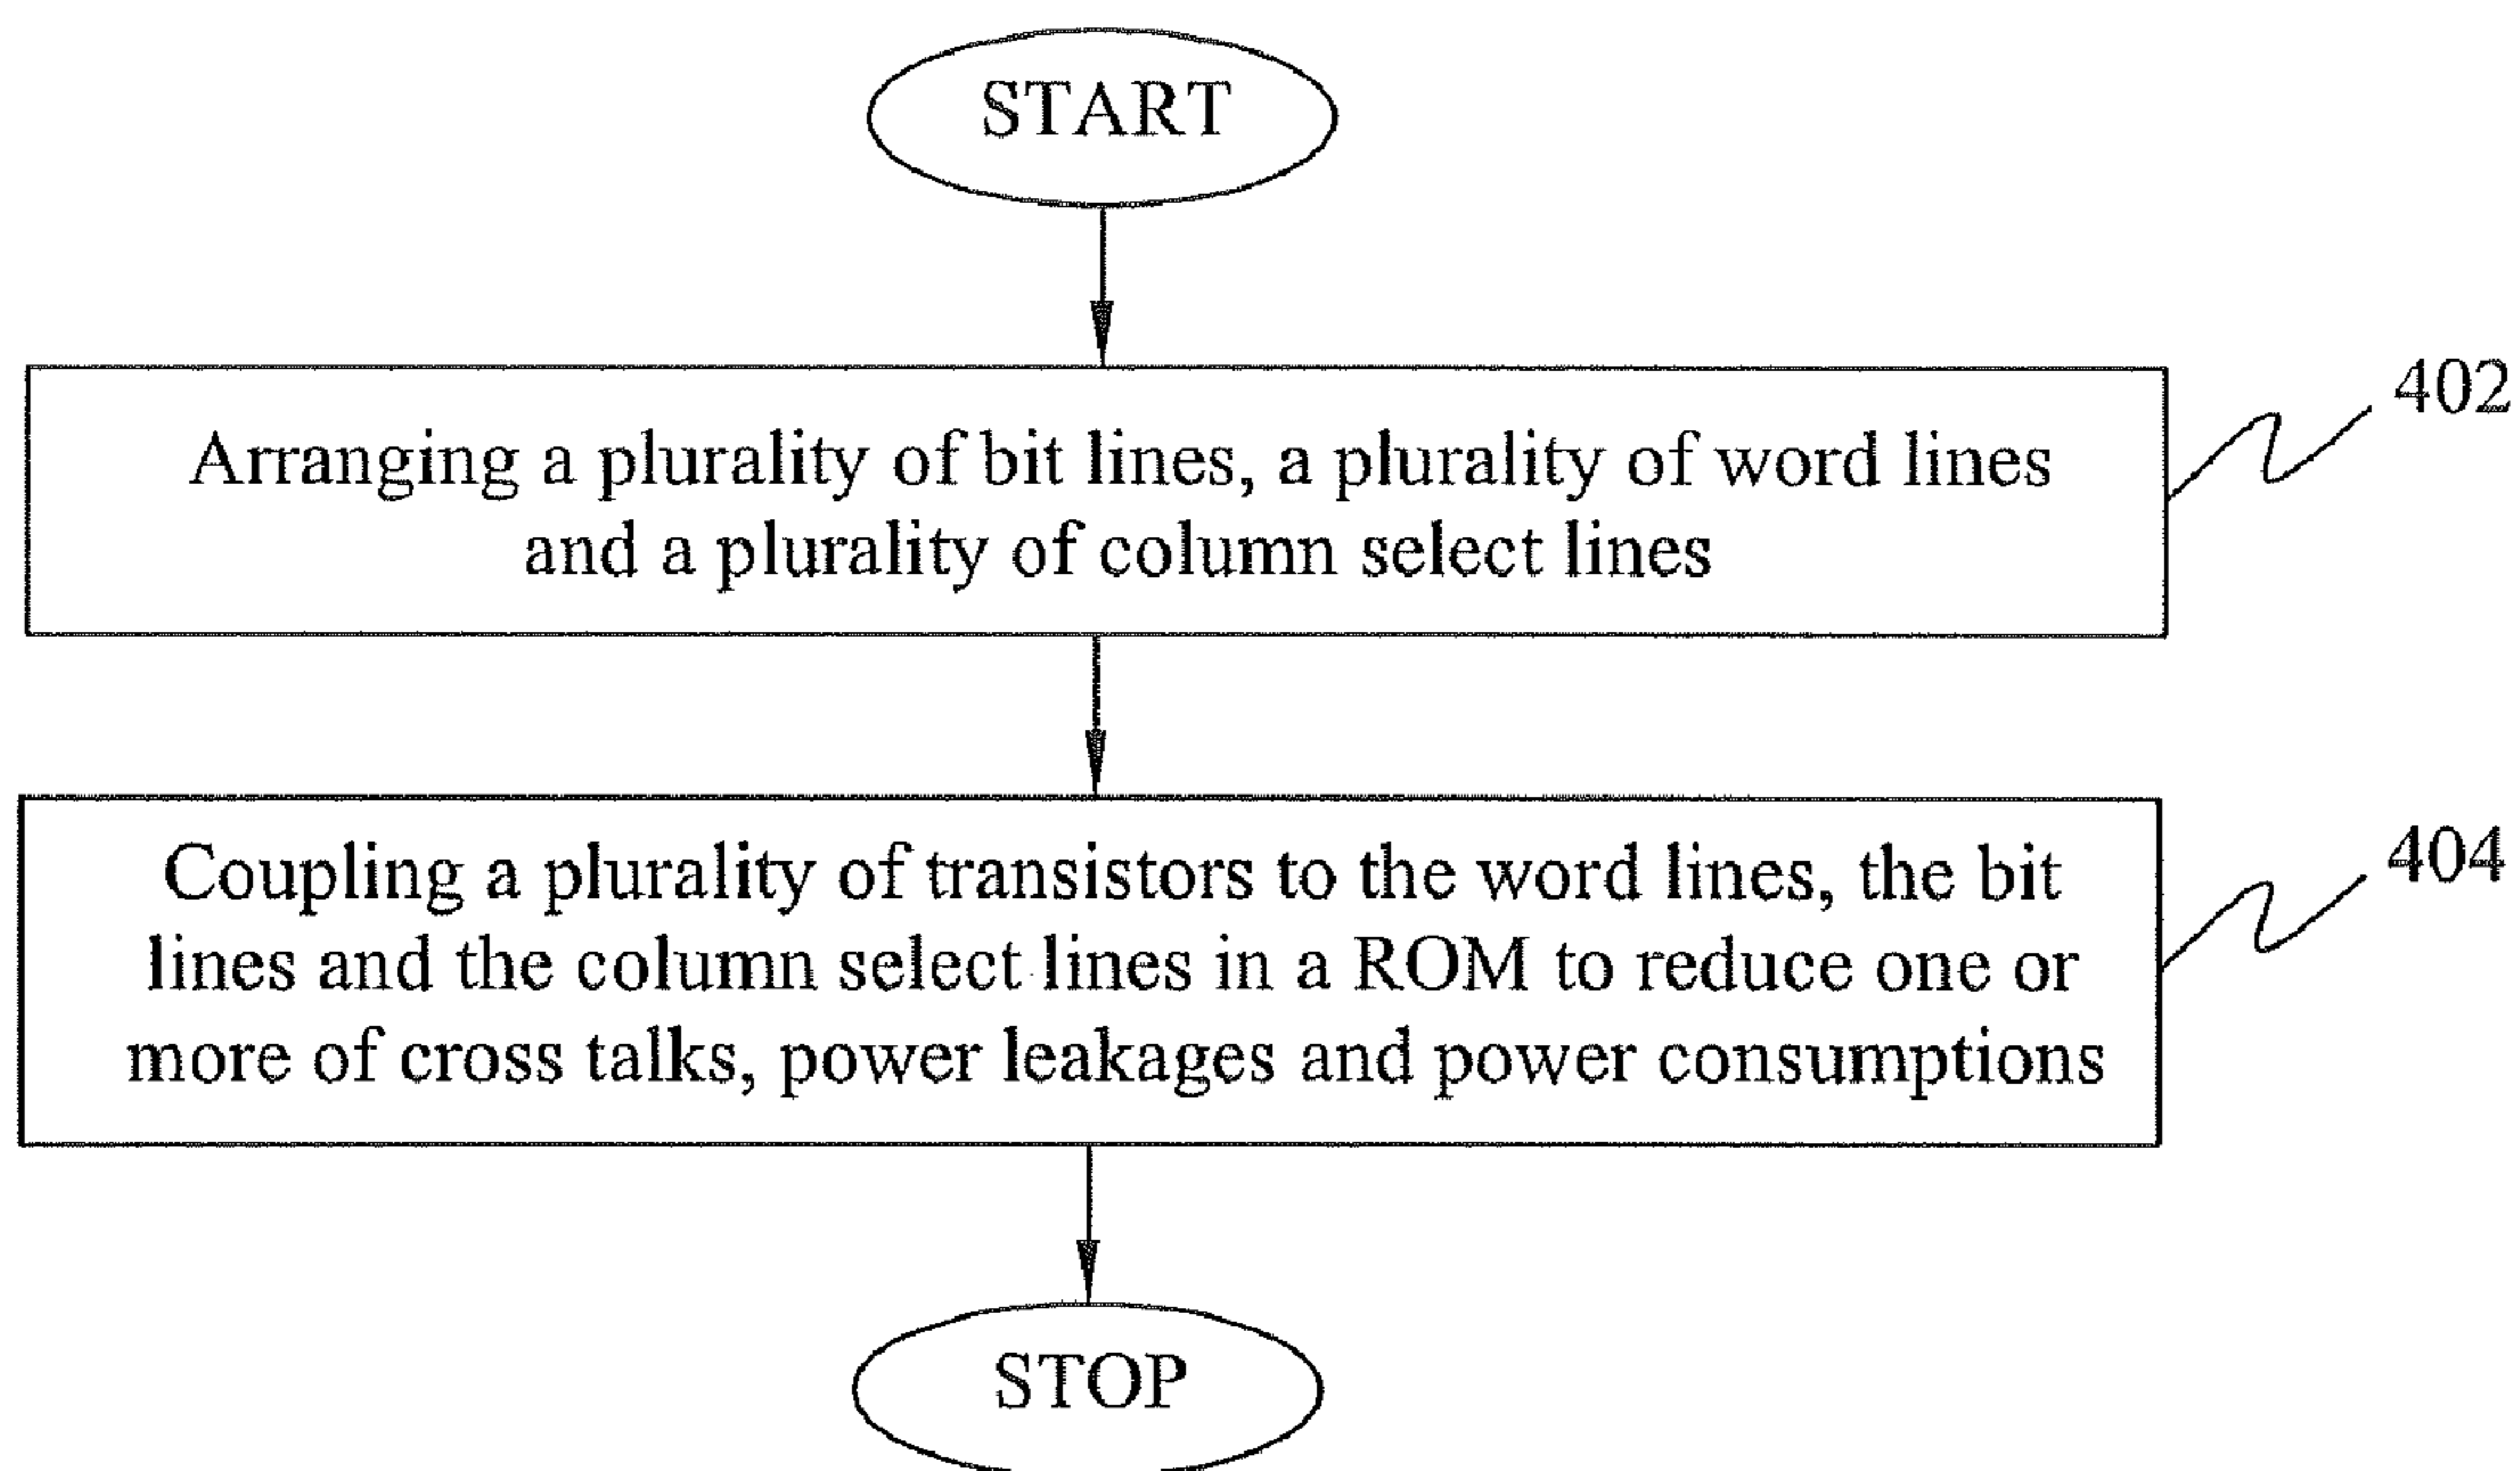 START
402
Arranging a plurality of bit lines, a plurality of word lines
and a plurality of column select lines
404
Coupling a plurality of transistors to the word lines, the bit
lines and the column select lines in a ROM to reduce one or
more of cross talks, power leakages and power consumptions
STOP